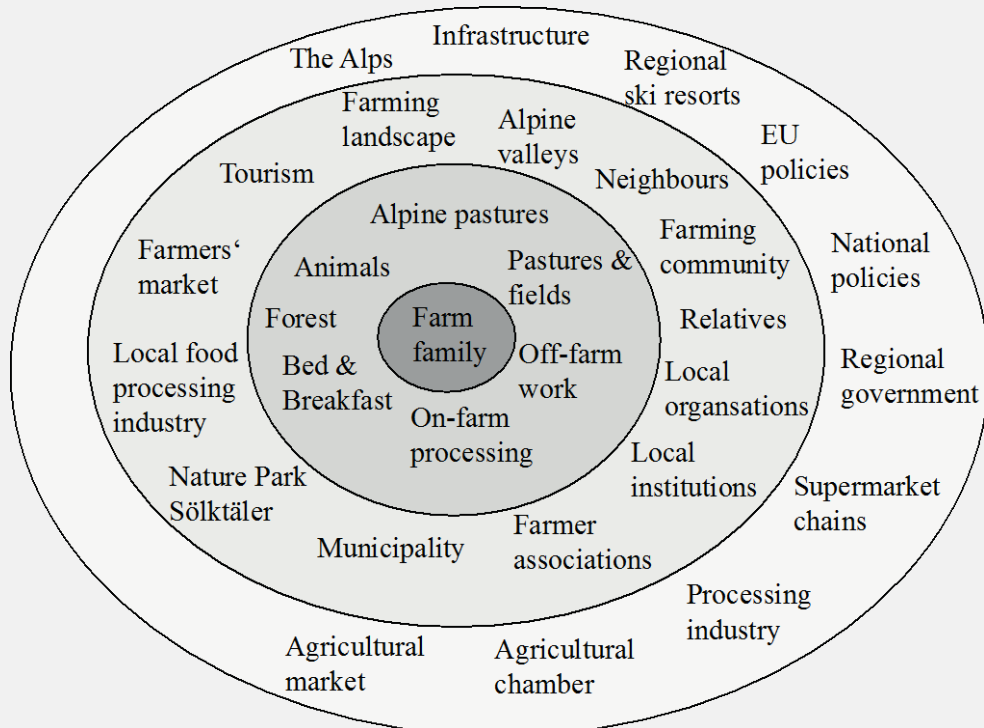 Infrastructure
The Alps
Regional
ski resorts
Farming
landscape
Alpine
valleys
EU
policies
Tourism
Neighbours
Alpine pastures
Farmers‘
market
Animals
Pastures &
fields
Farming
community
National
policies
Forest
Farm
family
Relatives
Local food
processing
industry
Bed &
Breakfast
Off-farm
work
Local
organsations
Regional
government
On-farm
processing
Nature Park
Sölktäler
Local
institutions
Supermarket
chains
Municipality
Farmer
associations
Processing
industry
Agricultural
market
Agricultural
chamber